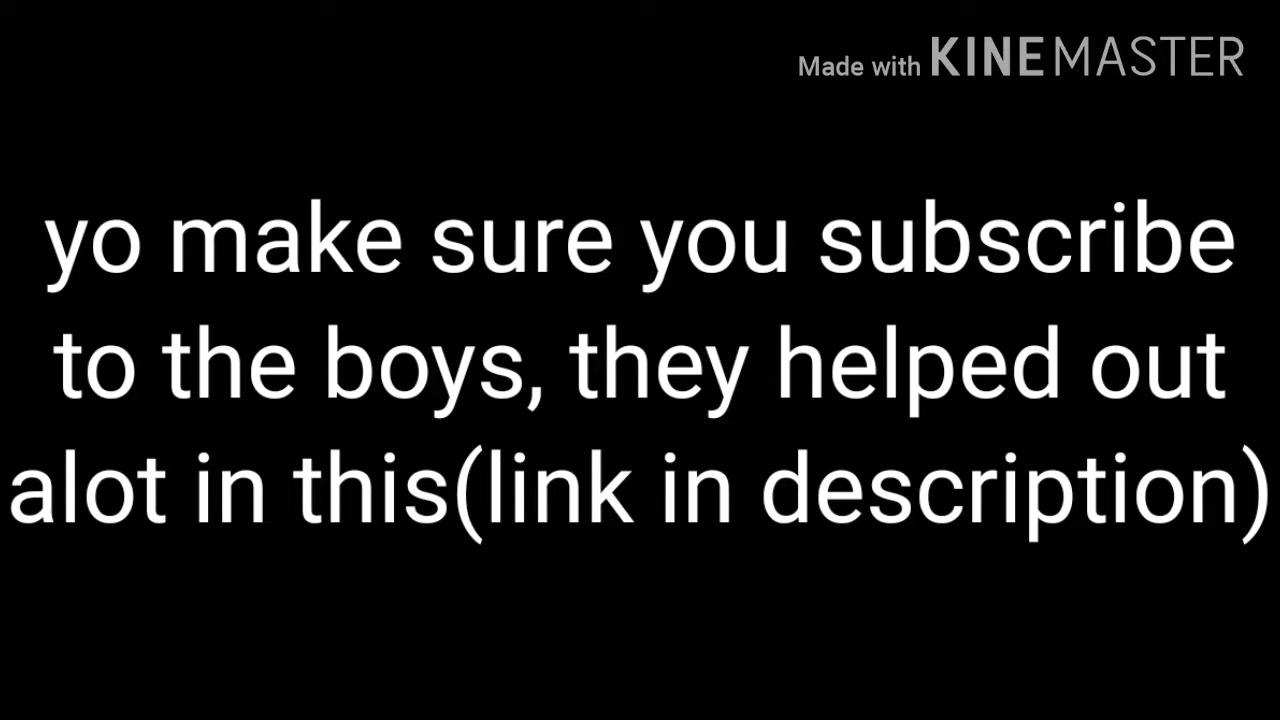 Made with KINEMASTER
yo make sure you subscribe
to the boys, they helped out
alot in this(link in description)